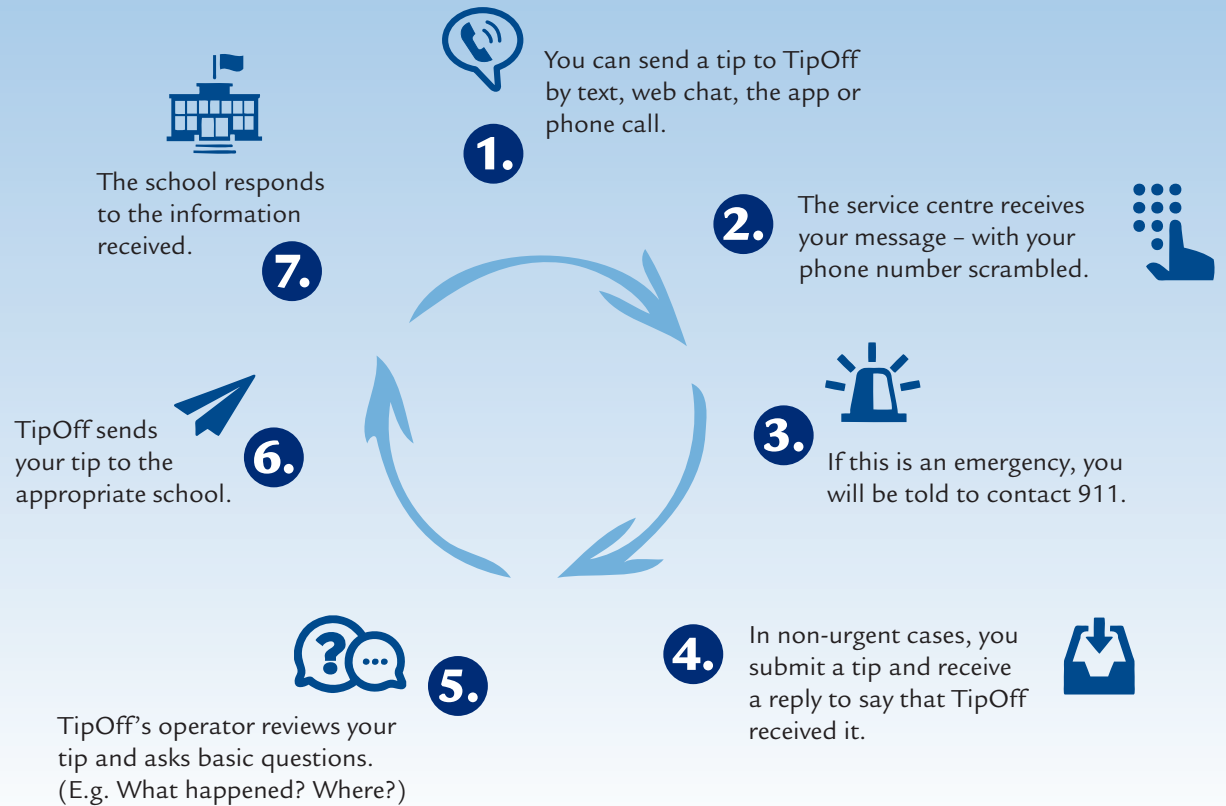 1.
You can send a tip to TipOff
by text, web chat, the app or
phone call.
2.
The service centre receives
your message – with your
phone number scrambled.
3.
If this is an emergency, you
will be told to contact 911.
4.
In non-urgent cases, you
submit a tip and receive
a reply to say that TipOff
received it.
5.
TipOff’s operator reviews your
tip and asks basic questions.
(E.g. What happened? Where?)
6.
TipOff sends
your tip to the
appropriate school.
7.
The school responds
to the information
received.